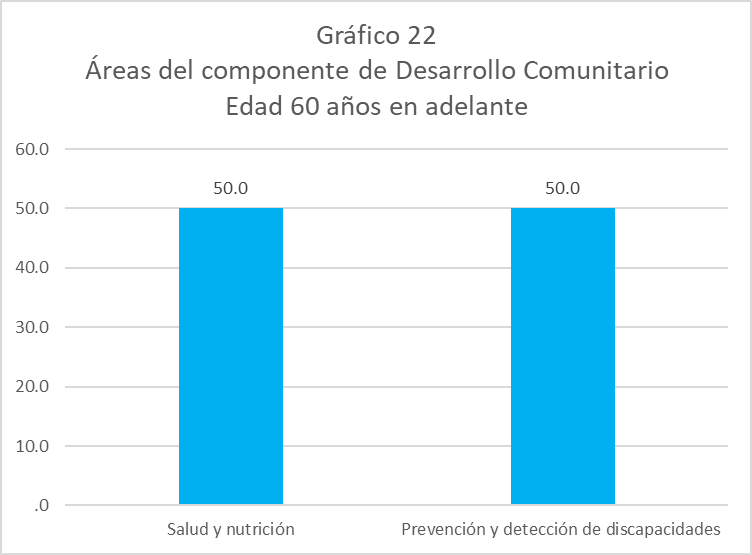 Gráfico 22
Áreas del componente de Desarrollo Comunitario
Edad 60 años en adelante
60.0
50.0
40.0
30.0
20.0
10.0
.0
50.0
50.0
Salud y nutrición
Prevención y detección de discapacidades